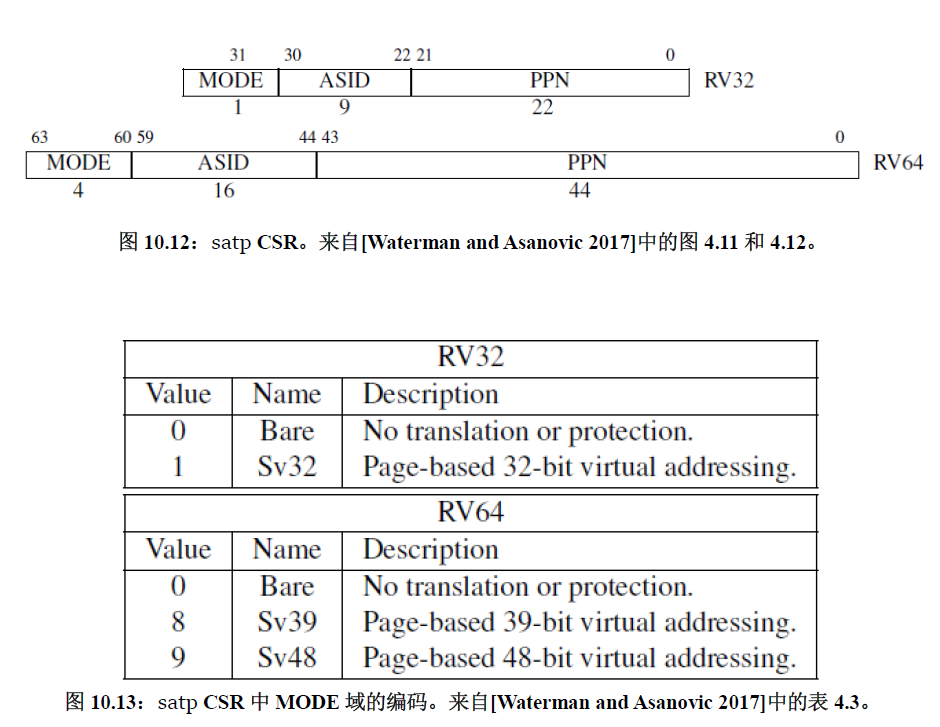 31 30 22 21 0
MODE ASID PPN RV32
1 9 22
63 60 59 44 43 0
MODE ASID PPN RV64
4 16 44
图 10.12：satp CSR。来自[Waterman and Asanovic 2017]中的图 4.11 和 4.12。
RV32
Value Name Description
0 Bare No translation or protection.
1 Sv32 Page-based 32-bit virtual addressing.
RV64
Value Name Description
0 Bare No translation or protection.
8 Sv39 Page-based 39-bit virtual addressing.
9 Sv48 Page-based 48-bit virtual addressing.
图 10.13：satp CSR 中 MODE 域的编码。来自[Waterman and Asanovic 2017]中的表 4.3。